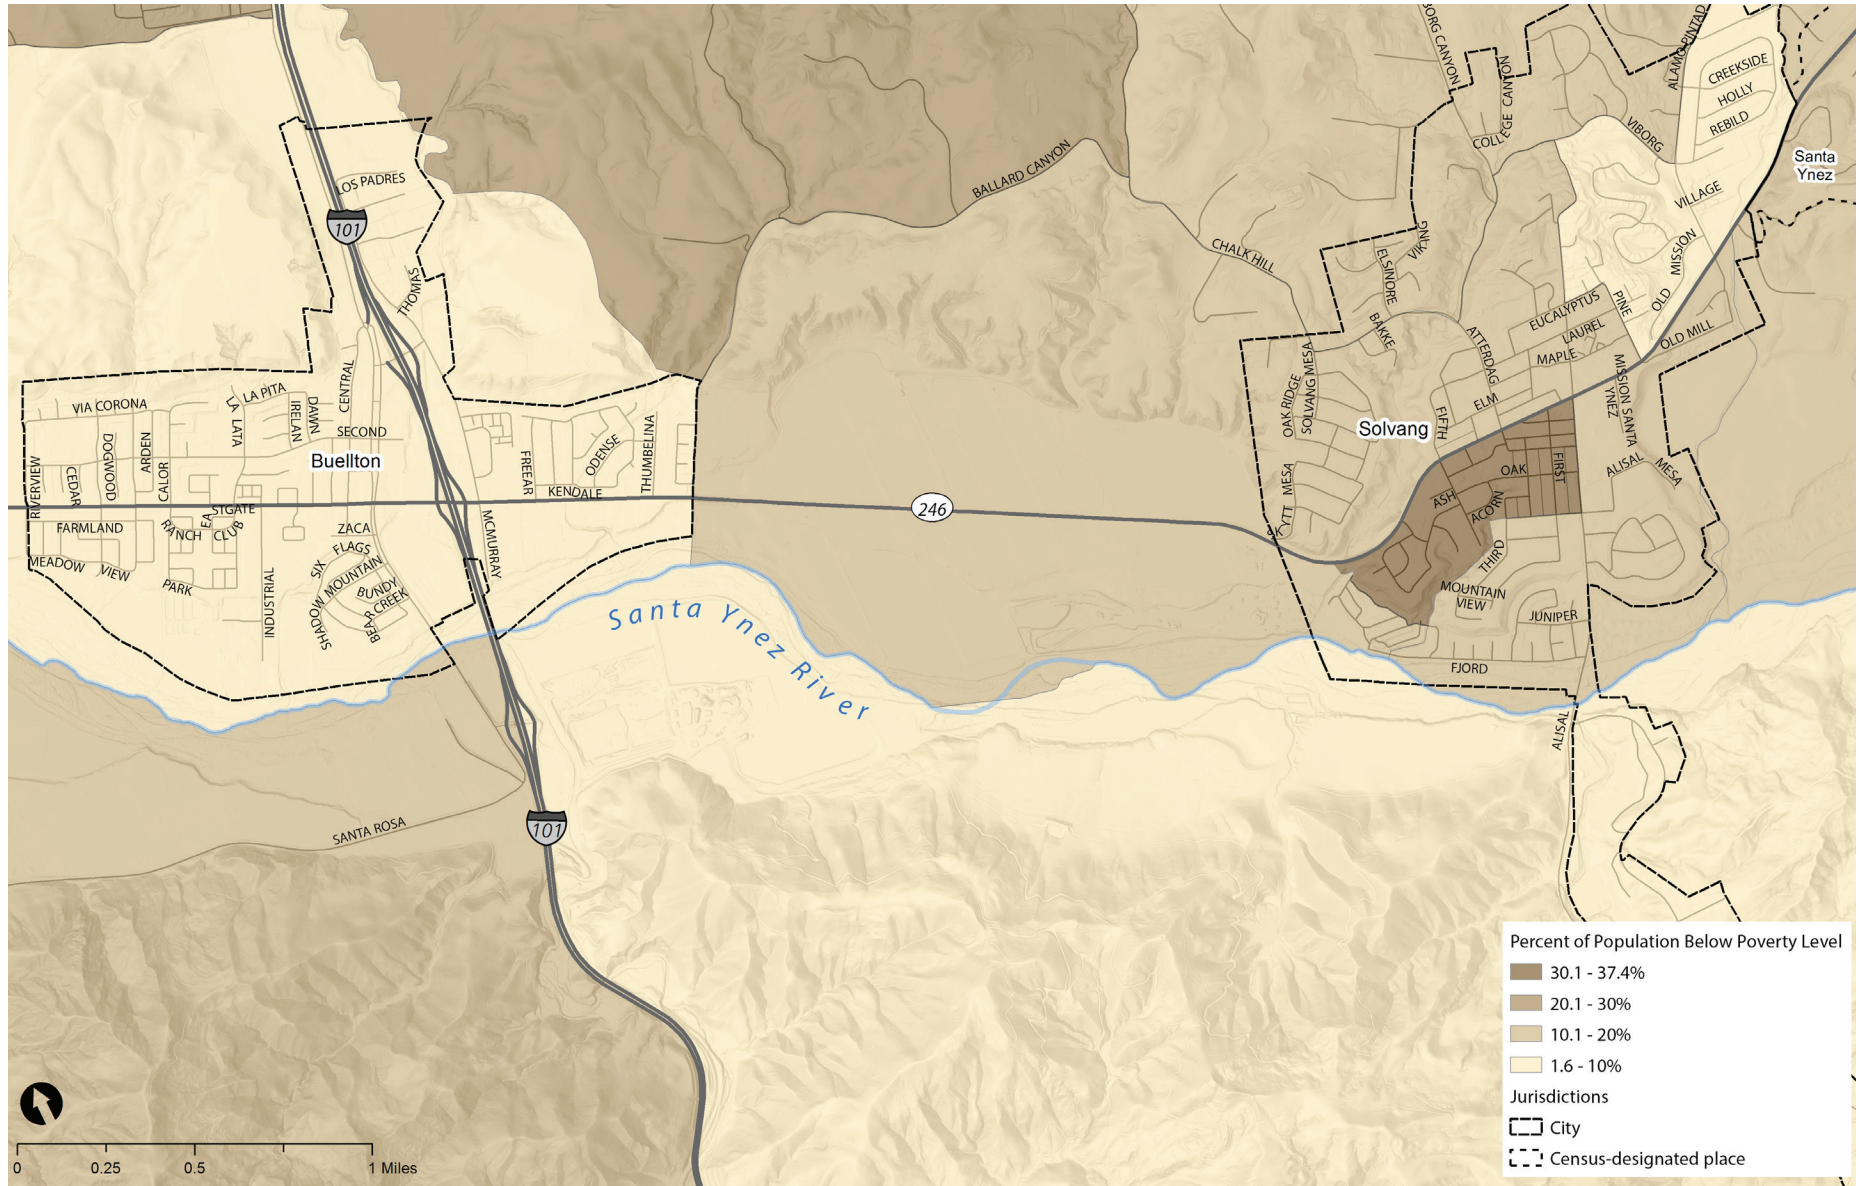 BORG CANYON
ALAMO PINTAD
CREEKSIDE
HOLLY
REBILD
COLLEGE CANYON
VIBORG
Santa
Ynez
LOS PADRES
101
BALLARD CANYON
VILLAGE
CHALK HILL
VIKING
ELSINORE
MISSION
OLD
THOMAS
EUCALYPTUS
PINE
BAKKE
ATTERDAG
LAUREL
OLD MILL
MAPLE
CENTRAL
LA PITA
LA LATA
IRELAN
DAWN
VIA CORONA
OAK RIDGE
SOLVANG MESA
ELM
FIFTH
MISSION SANTA
YNEZ
Solvang
SECOND
Buellton
DOGWOOD
ARDEN
CALOR
CEDAR
RIVERVIEW
FREEAR
ODENSE
THUMBELINA
KENDALE
246
OAK
FIRST
ALISAL
MESA
ASH
ACORN
SKYTT MESA
FARMLAND
RANCH
EASTGATE
CLUB
ZACA
MCMURRAY
MEADOW
VIEW
PARK
SIX
FLAGS
SHADOW MOUNTAIN
BUNDY
BEAR CREEK
INDUSTRIAL
THIRD
MOUNTAIN
VIEW
JUNIPER
FJORD
Santa Ynez River
ALISAL
SANTA ROSA
101
Percent of Population Below Poverty Level
30.1 - 37.4%
20.1 - 30%
10.1 - 20%
1.6 - 10%
Jurisdictions
City
Census-designated place
0 0.25 0.5 1 Miles